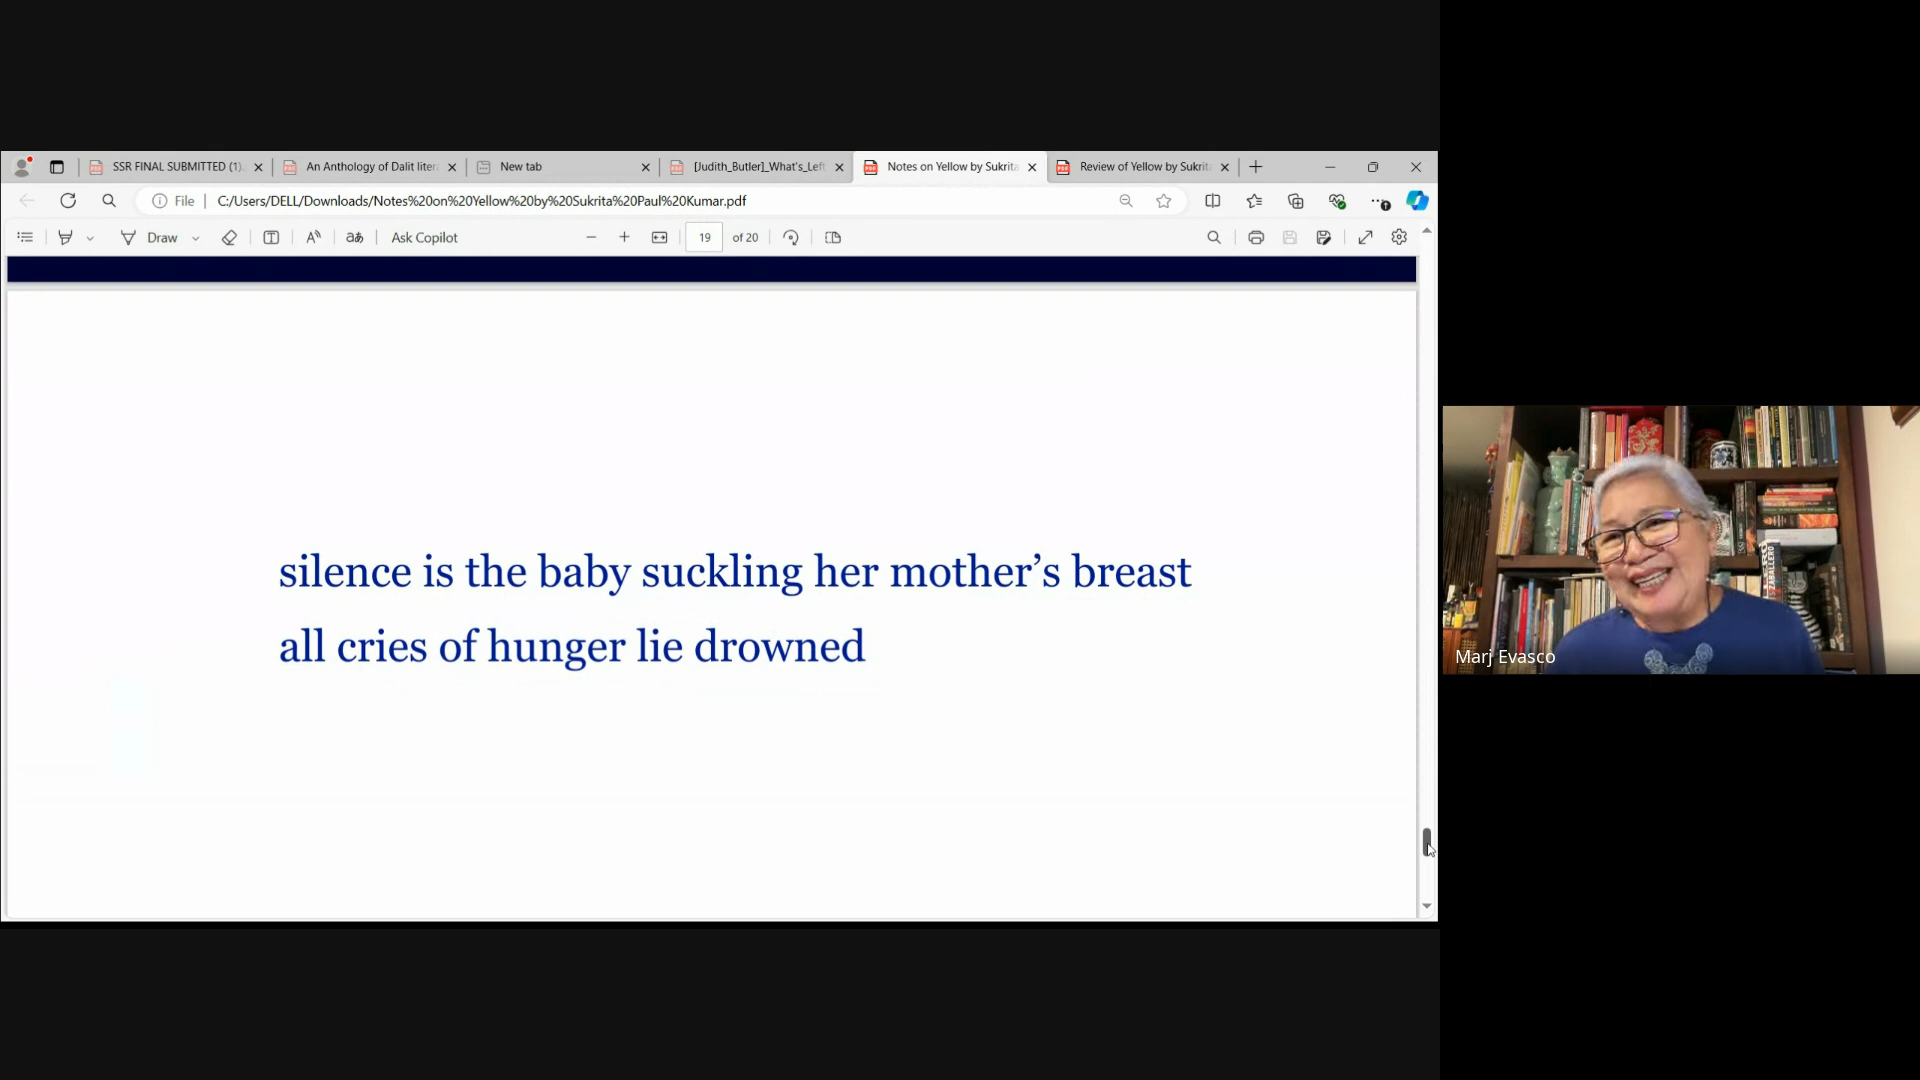 SSR FINAL SUBMITTED (1).
An Anthology of Dalit liter
New tab
[Judith_Butler]_What's_Left
Notes on Yellow by Sukrita
Review of Yellow by Sukrit
File
C:/Users/DELL/Downloads/Notes%20on%20Yellow%20by%20Sukrita%20Paul%20Kumar.pdf
Draw
Ask Copilot
19 of 20
silence is the baby suckling her mother’s breast
all cries of hunger lie drowned
Marj Evasco